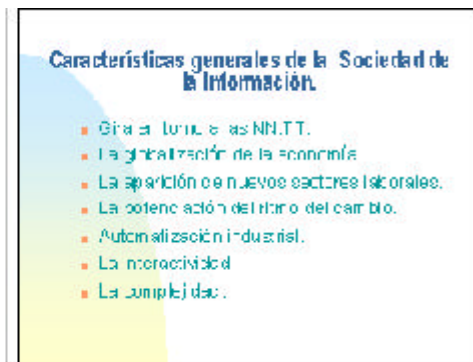 Características generales de la Sociedad de
la Información.
Gira en torno a las NN.TT.
La globalización de la economía
La aparición de nuevos sectores laborales.
La potenciación del ritmo del cambio.
Automatización industrial.
La interactividad
La complejidad.